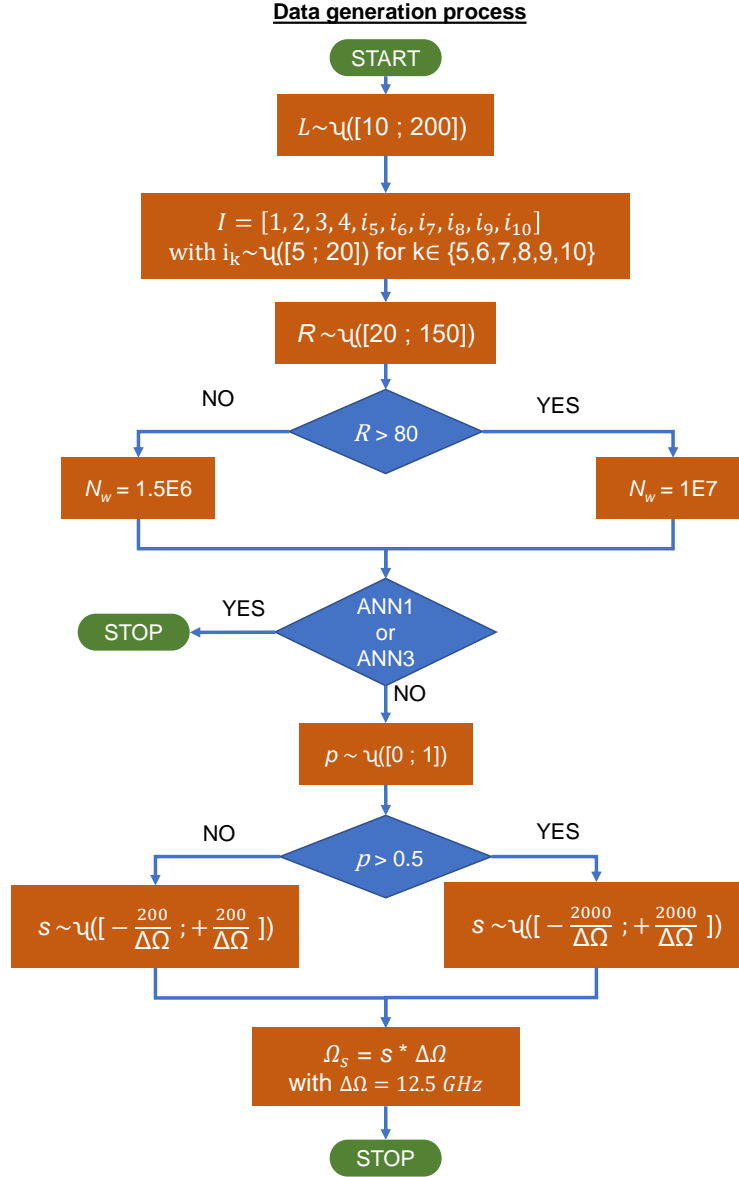 Data generation process
START
L~𝓊([10 ; 200])
I = [1, 2, 3, 4, i₅, i₆, i₇, i₈, i₉, i₁₀]
with iₖ~𝓊([5 ; 20]) for k∈ {5,6,7,8,9,10}
R ~𝓊([20 ; 150])
NO
YES
R > 80
N_w = 1.5E6
N_w = 1E7
YES
ANN1
or
ANN3
STOP
NO
p ~ 𝓊([0 ; 1])
NO
YES
p > 0.5
s ~𝓊([ − 200/ΔΩ ; + 200/ΔΩ ])
s ~𝓊([ − 2000/ΔΩ ; + 2000/ΔΩ ])
Ω_s = s * ΔΩ
with ΔΩ = 12.5 GHz
STOP